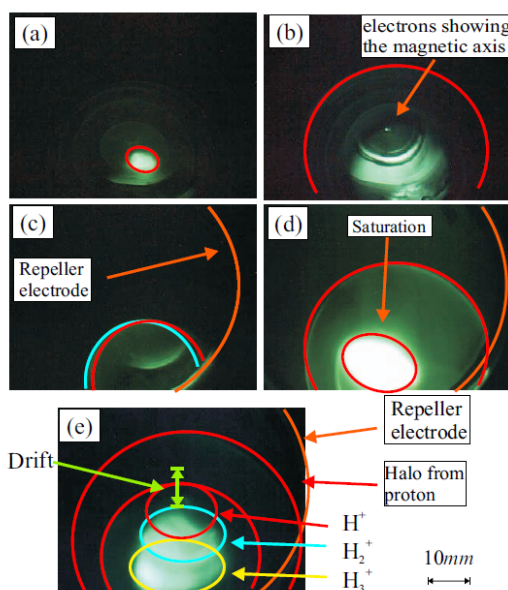 (a)
(b)
electrons showing
the magnetic axis
(c)
Repeller
electrode
(d)
Saturation
(e)
Drift
Repeller
electrode
Halo from
proton
H⁺
H₂⁺
H₃⁺
10mm